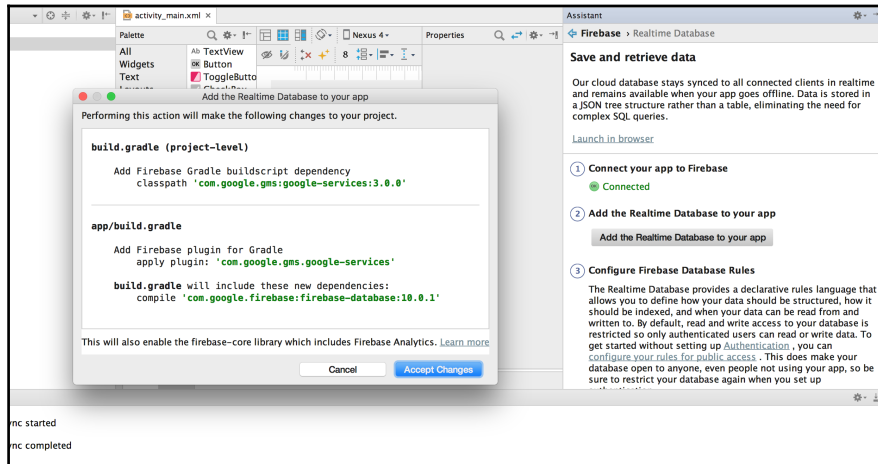 activity_main.xml ×
Assistant
Palette
Nexus 4
Properties
Firebase › Realtime Database
All
Widgets
Text
Ab TextView
OK Button
ToggleButto
8
Save and retrieve data
Our cloud database stays synced to all connected clients in realtime
and remains available when your app goes offline. Data is stored in
a JSON tree structure rather than a table, eliminating the need for
complex SQL queries.
Launch in browser
1 Connect your app to Firebase
Connected
2 Add the Realtime Database to your app
Add the Realtime Database to your app
3 Configure Firebase Database Rules
The Realtime Database provides a declarative rules language that
allows you to define how your data should be structured, how it
should be indexed, and when your data can be read from and
written to. By default, read and write access to your database is
restricted so only authenticated users can read or write data. To
get started without setting up Authentication , you can
configure your rules for public access . This does make your
database open to anyone, even people not using your app, so be
sure to restrict your database again when you set up
Add the Realtime Database to your app
Performing this action will make the following changes to your project.
build.gradle (project-level)
Add Firebase Gradle buildscript dependency
classpath 'com.google.gms:google-services:3.0.0'
app/build.gradle
Add Firebase plugin for Gradle
apply plugin: 'com.google.gms.google-services'
build.gradle will include these new dependencies:
compile 'com.google.firebase:firebase-database:10.0.1'
This will also enable the firebase-core library which includes Firebase Analytics. Learn more
Cancel
Accept Changes
nc started
nc completed